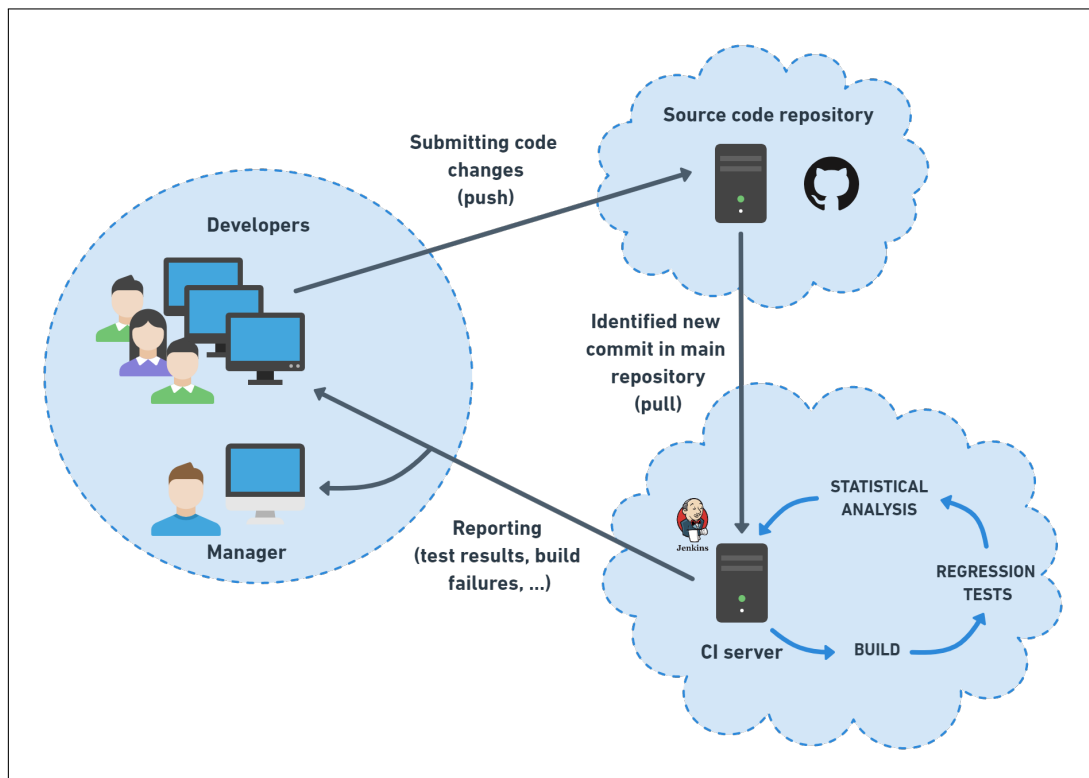 Source code repository
Submitting code
changes
(push)
Developers
Identified new
commit in main
repository
(pull)
STATISTICAL
ANALYSIS
Jenkins
Reporting
(test results, build
failures, ...)
Manager
REGRESSION
TESTS
CI server
BUILD